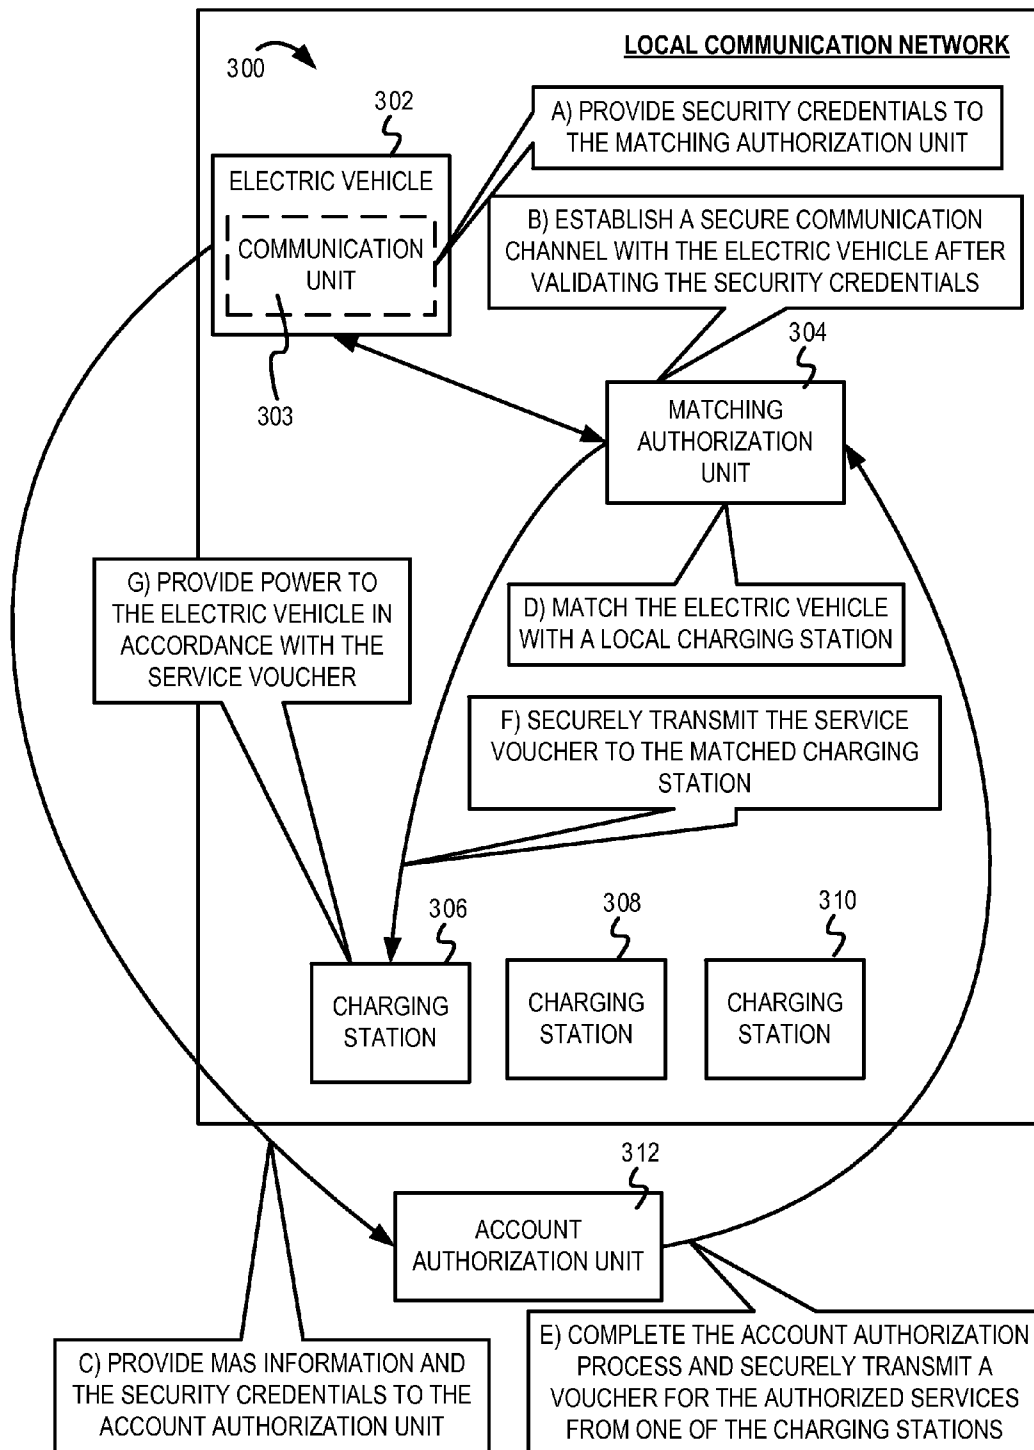 LOCAL COMMUNICATION NETWORK
300
302
A) PROVIDE SECURITY CREDENTIALS TO
THE MATCHING AUTHORIZATION UNIT
ELECTRIC VEHICLE
COMMUNICATION
UNIT
303
B) ESTABLISH A SECURE COMMUNICATION
CHANNEL WITH THE ELECTRIC VEHICLE AFTER
VALIDATING THE SECURITY CREDENTIALS
304
MATCHING
AUTHORIZATION
UNIT
G) PROVIDE POWER TO
THE ELECTRIC VEHICLE IN
ACCORDANCE WITH THE
SERVICE VOUCHER
D) MATCH THE ELECTRIC VEHICLE
WITH A LOCAL CHARGING STATION
F) SECURELY TRANSMIT THE SERVICE
VOUCHER TO THE MATCHED CHARGING
STATION
306
308
310
CHARGING
STATION
CHARGING
STATION
CHARGING
STATION
312
ACCOUNT
AUTHORIZATION UNIT
C) PROVIDE MAS INFORMATION AND
THE SECURITY CREDENTIALS TO THE
ACCOUNT AUTHORIZATION UNIT
E) COMPLETE THE ACCOUNT AUTHORIZATION
PROCESS AND SECURELY TRANSMIT A
VOUCHER FOR THE AUTHORIZED SERVICES
FROM ONE OF THE CHARGING STATIONS